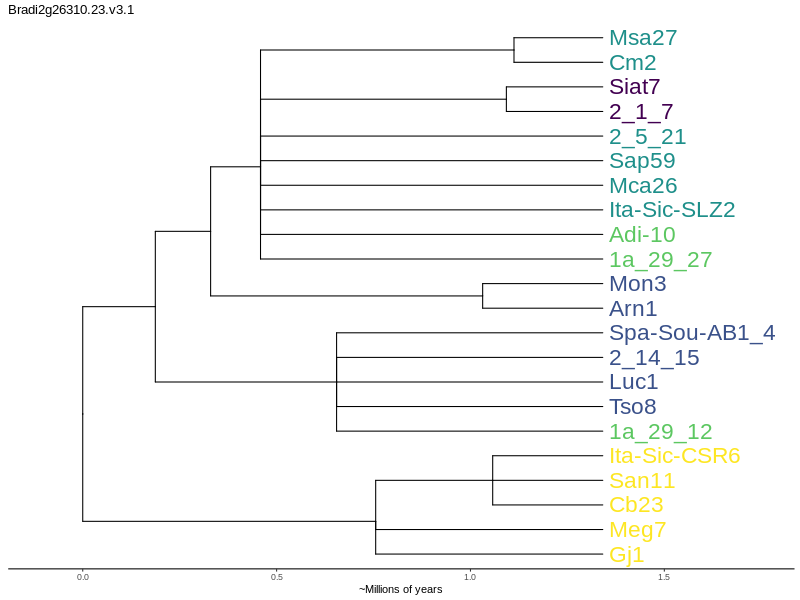 Bradi2g26310.23.v3.1
Msa27
Cm2
Siat7
2_1_7
2_5_21
Sap59
Mca26
Ita-Sic-SLZ2
Adi-10
1a_29_27
Mon3
Arn1
Spa-Sou-AB1_4
2_14_15
Luc1
Tso8
1a_29_12
Ita-Sic-CSR6
San11
Cb23
Meg7
Gj1
0.0 0.5 1.0 1.5
~Millions of years